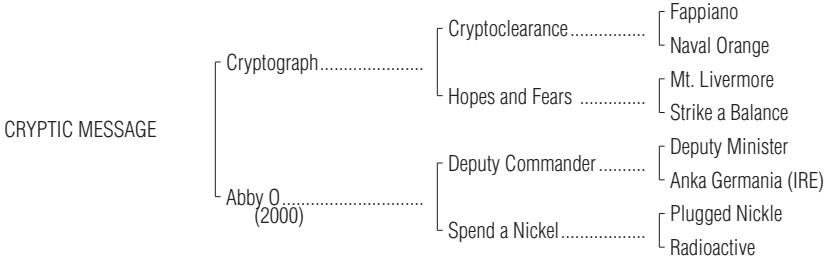 Fappiano
Cryptoclearance................
Naval Orange
Cryptograph......................
Mt. Livermore
Hopes and Fears ..............
Strike a Balance
CRYPTIC MESSAGE
Deputy Minister
Deputy Commander..........
Anka Germania (IRE)
Abby O..............................
(2000)
Plugged Nickle
Spend a Nickel..................
Radioactive